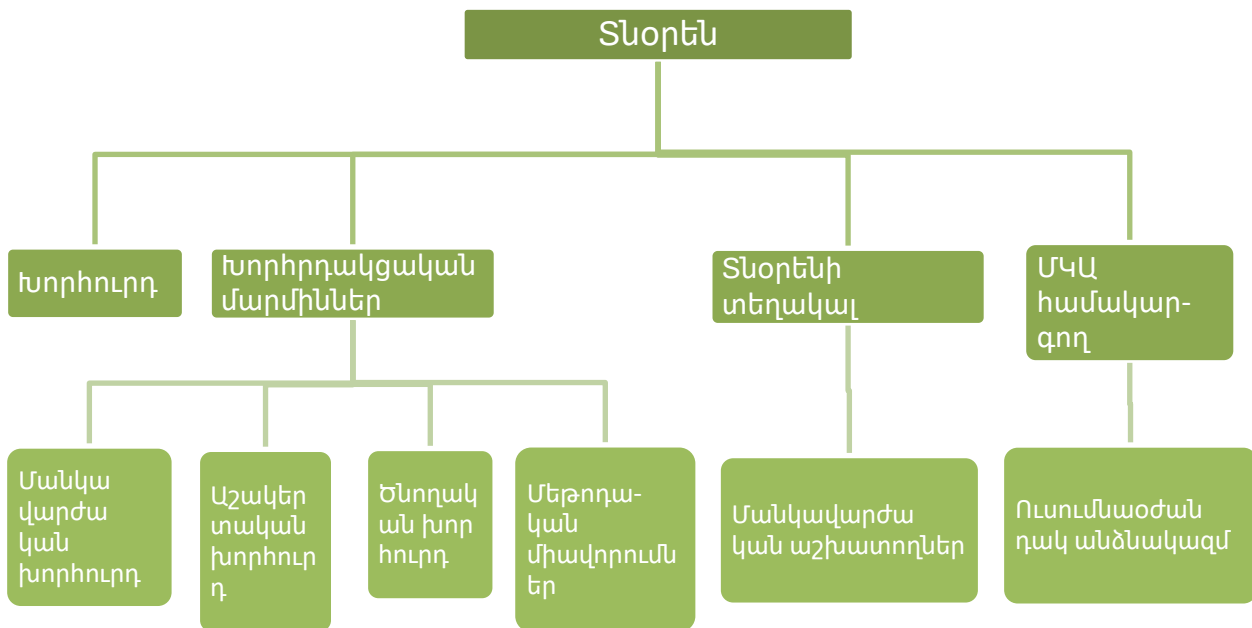 Տնօրեն
Խորհուրդ
Խորհրդակցական
մարմիններ
Տնօրենի
տեղակալ
ՄԿԱ
համակար-
գող
Մանկա
վարժա
կան
խորհուրդ
Աշակեր
տական
խորհուր
դ
Ծնողակ
ան խոր
հուրդ
Մեթոդա-
կան
միավորումն
եր
Մանկավարժա
կան աշխատողներ
Ուսումնաօժան
դակ անձնակազմ